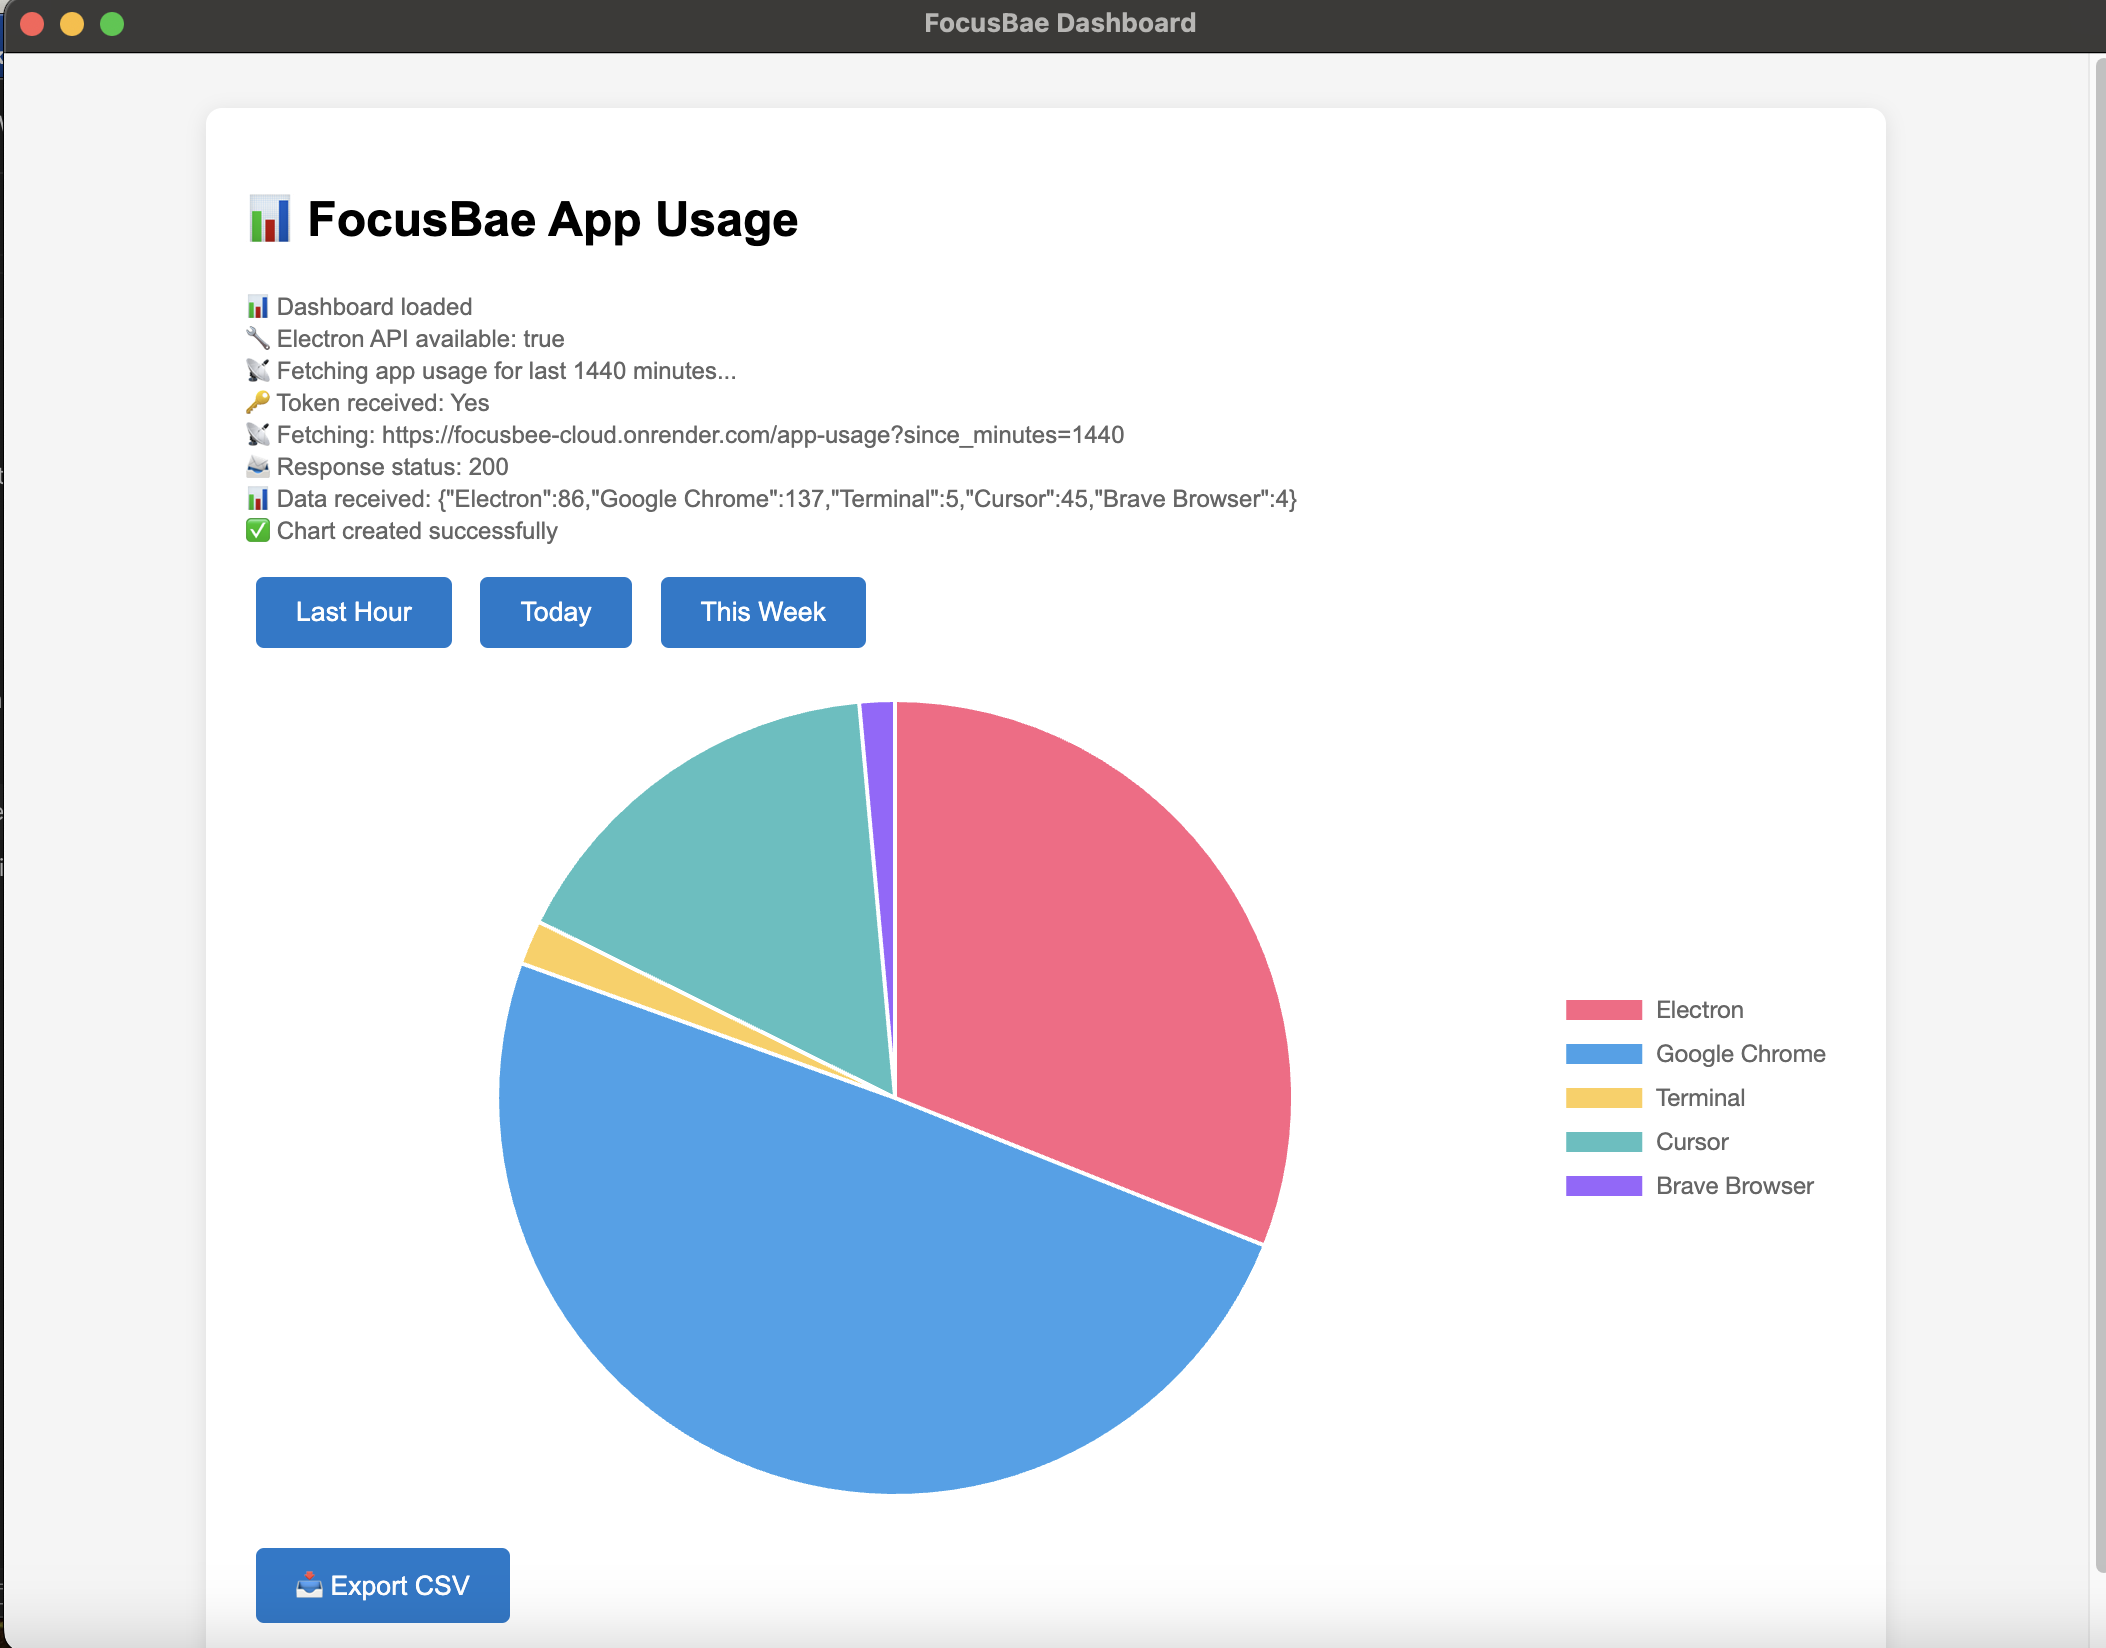 FocusBae Dashboard
📊 FocusBae App Usage
📊 Dashboard loaded
🔧 Electron API available: true
📡 Fetching app usage for last 1440 minutes...
🔑 Token received: Yes
📡 Fetching: https://focusbee-cloud.onrender.com/app-usage?since_minutes=1440
📨 Response status: 200
📊 Data received: {"Electron":86,"Google Chrome":137,"Terminal":5,"Cursor":45,"Brave Browser":4}
✅ Chart created successfully
Last Hour Today This Week
Electron
Google Chrome
Terminal
Cursor
Brave Browser
📤 Export CSV